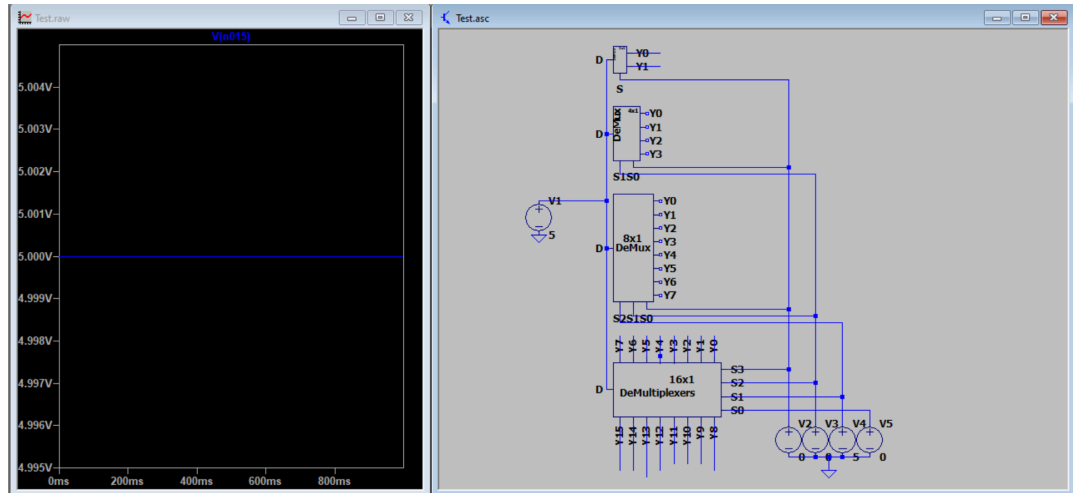 Test.raw
V(n015)
5.004V
5.003V
5.002V
5.001V
5.000V
4.999V
4.998V
4.997V
4.996V
4.995V
0ms 200ms 400ms 600ms 800ms
Test.asc
D
Y0
Y1
S
DeMux
4x1
D
Y0
Y1
Y2
Y3
S1S0
V1
5
D
8x1
DeMux
Y0
Y1
Y2
Y3
Y4
Y5
Y6
Y7
S2S1S0
Y7 Y6 Y5 Y4 Y3 Y2 Y1 Y0
D
16x1
DeMultiplexers
S3
S2
S1
S0
Y15 Y14 Y13 Y12 Y11 Y10 Y9 Y8
V2 V3 V4 V5
0 5 0